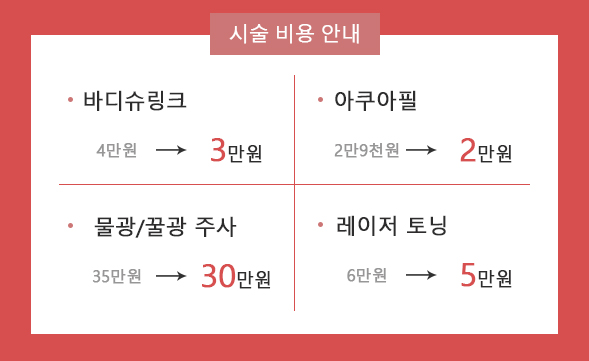 시술 비용 안내
• 바디슈링크
4만원 → 3만원
• 아쿠아필
2만9천원 → 2만원
• 물광/꿀광 주사
35만원 → 30만원
• 레이저 토닝
6만원 → 5만원